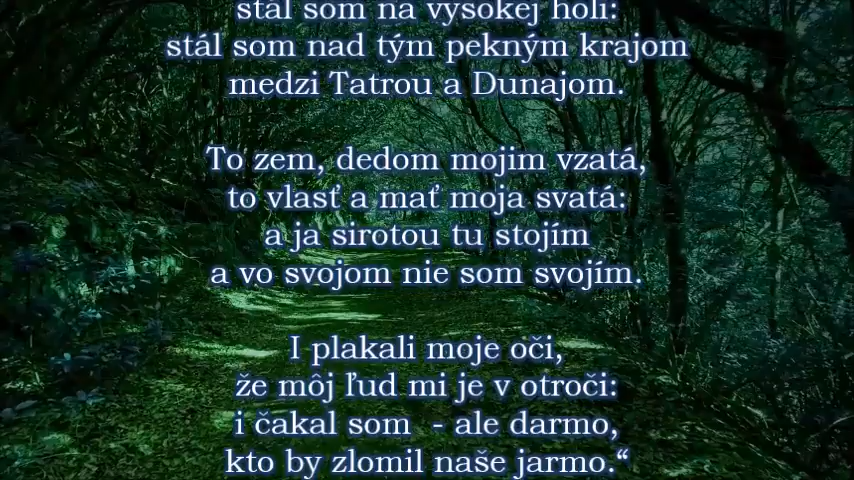 stál som na vysokej holi:
stál som nad tým pekným krajom
medzi Tatrou a Dunajom.
To zem, dedom mojim vzatá,
to vlasť a mať moja svatá:
a ja sirotou tu stojím
a vo svojom nie som svojím.
I plakali moje oči,
že môj ľud mi je v otroči:
i čakal som  - ale darmo,
kto by zlomil naše jarmo.“